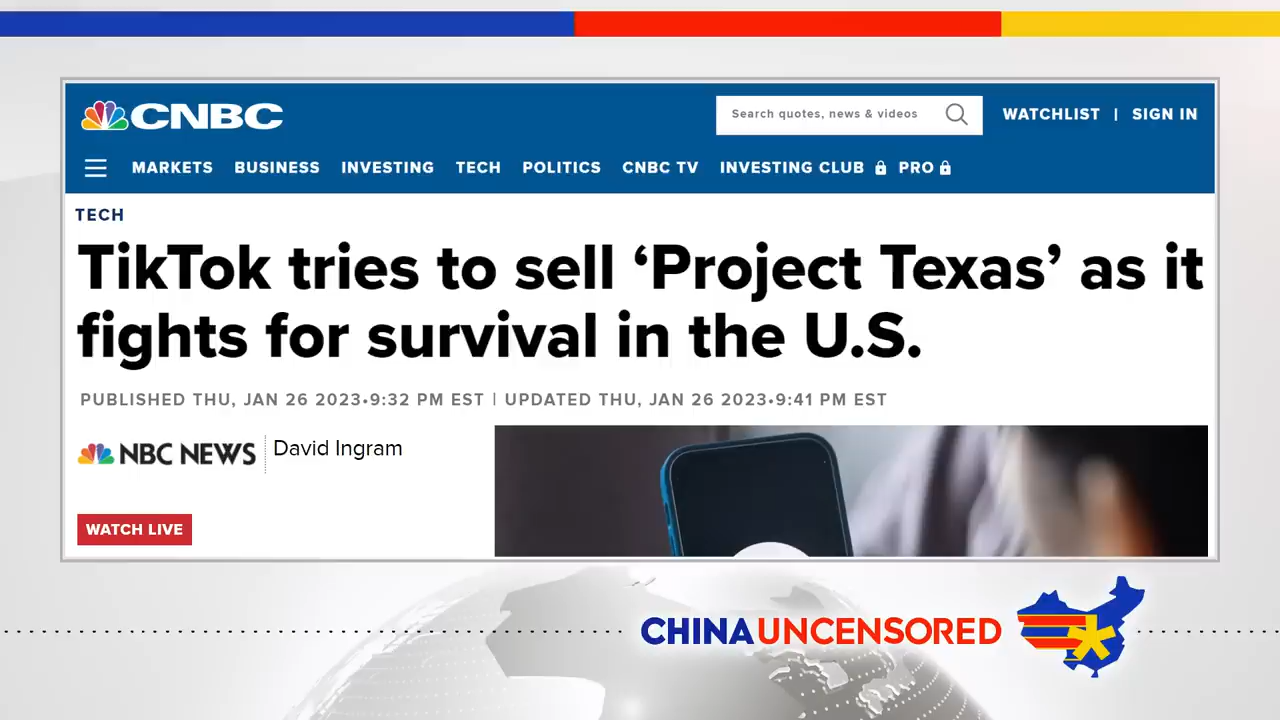 CNBC
Search quotes, news & videos
WATCHLIST | SIGN IN
MARKETS BUSINESS INVESTING TECH POLITICS CNBC TV INVESTING CLUB PRO
TECH
TikTok tries to sell ‘Project Texas’ as it
fights for survival in the U.S.
PUBLISHED THU, JAN 26 2023•9:32 PM EST | UPDATED THU, JAN 26 2023•9:41 PM EST
NBC NEWS David Ingram
WATCH LIVE
CHINA UNCENSORED